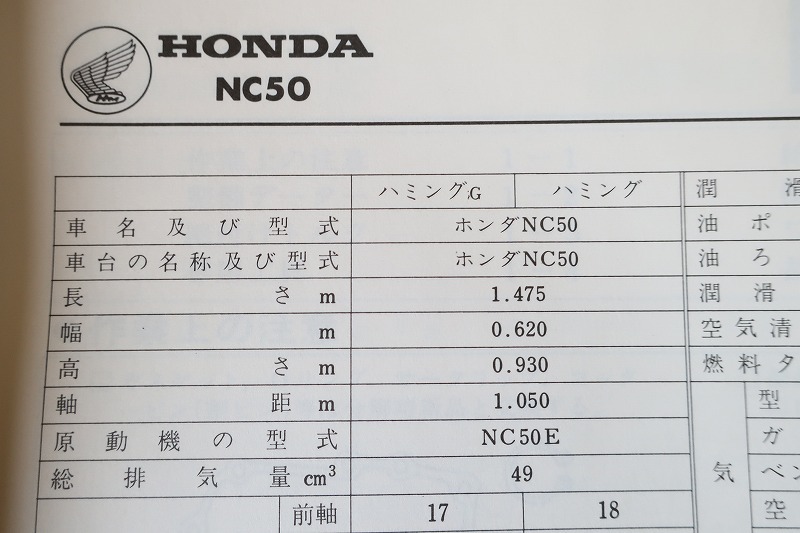 HONDA
NC50
ハミングG ハミング 潤 滑
車名及び型式 ホンダNC50 油 ポ
車台の名称及び型式 ホンダNC50 油 ろ
長さ m 1.475 潤 滑
幅 m 0.620 空気清
高さ m 0.930 燃料タ
軸距 m 1.050 型
原動機の型式 NC50E ガ
総排気量 cm³ 49 気 ベン
前軸 17 18 空